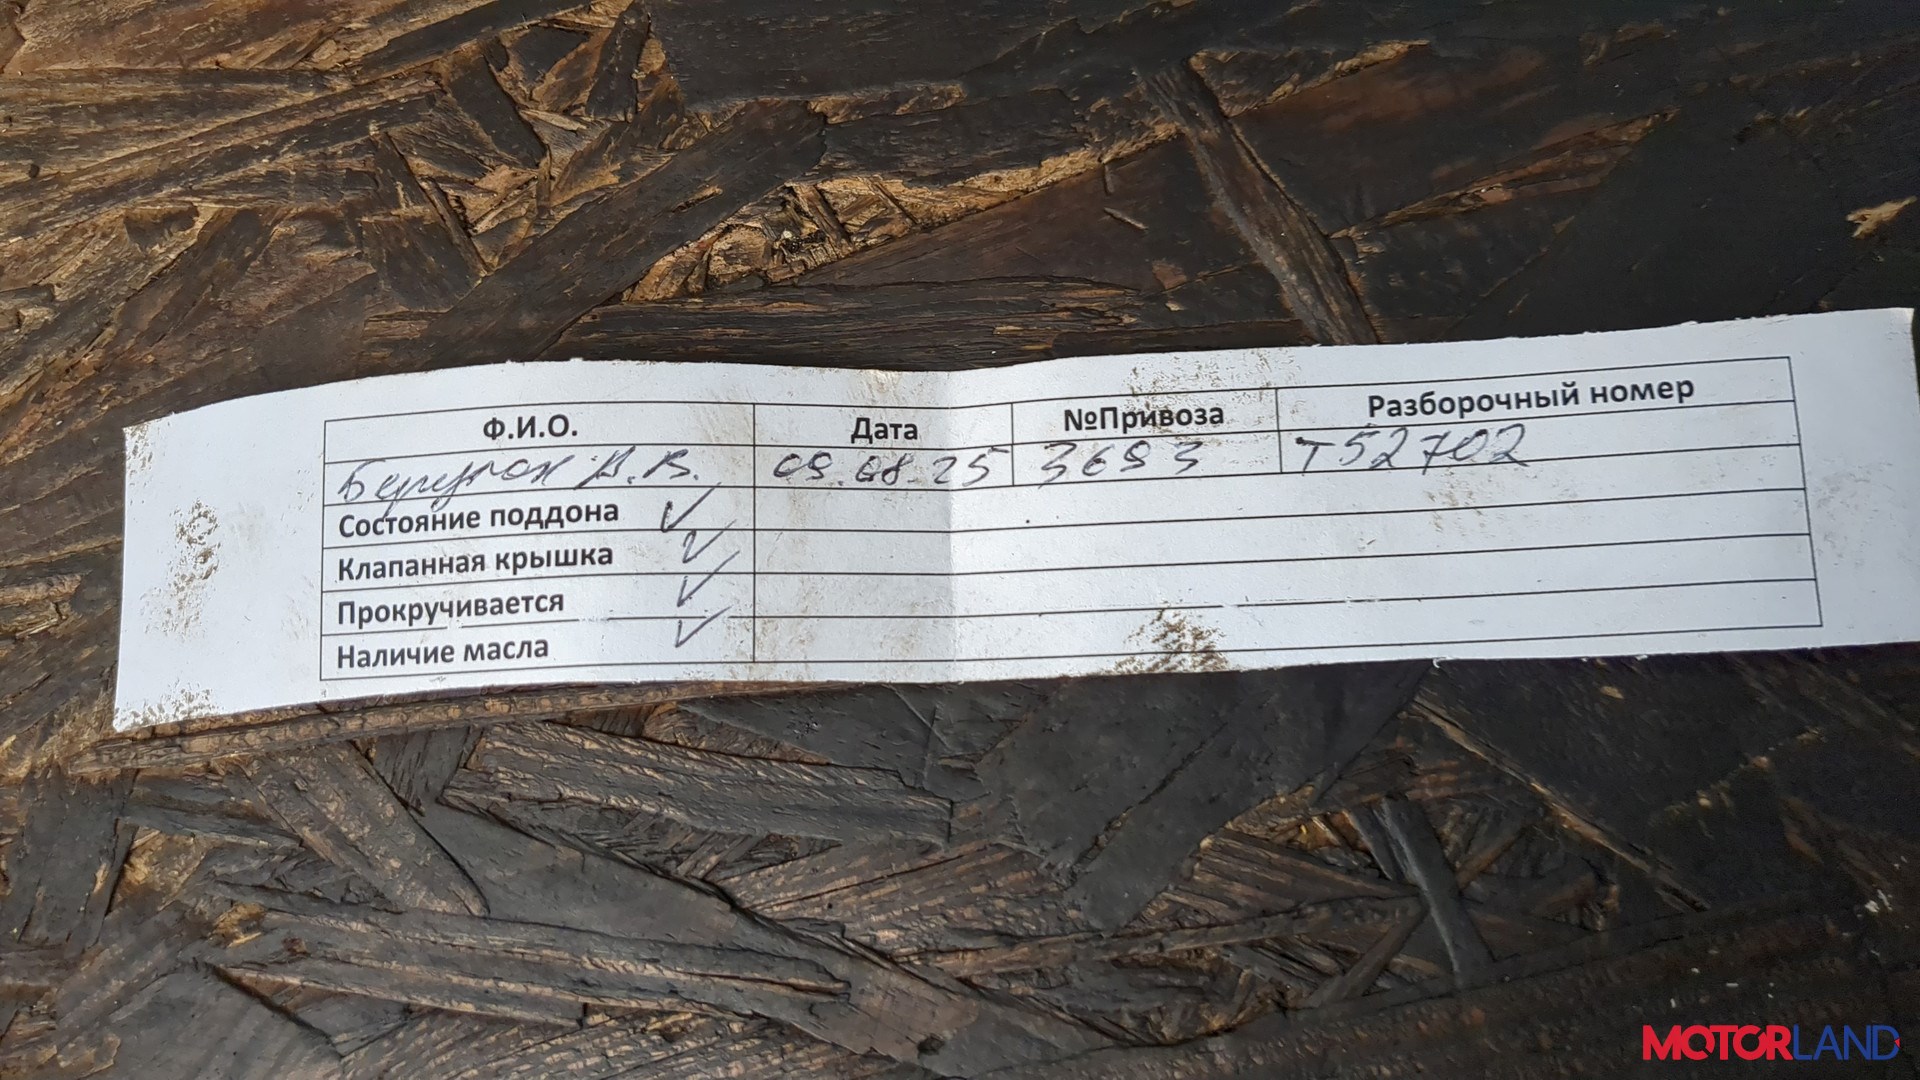 Ф.И.О. Дата №Привоза Разборочный номер
А.В. 09.08.25 3693 Т52702
Состояние поддона ✓
Клапанная крышка ✓
Прокручивается ✓
Наличие масла ✓
MOTORLAND